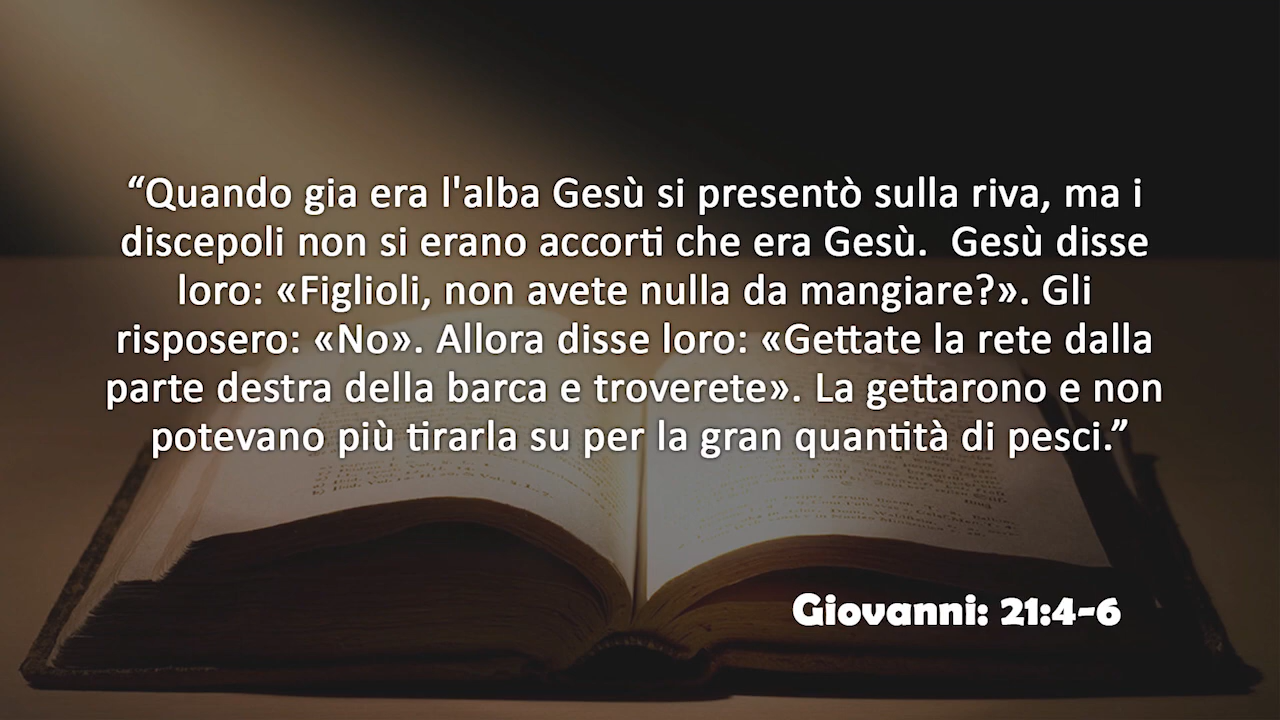 “Quando gia era l'alba Gesù si presentò sulla riva, ma i
discepoli non si erano accorti che era Gesù.  Gesù disse
loro: «Figlioli, non avete nulla da mangiare?». Gli
risposero: «No». Allora disse loro: «Gettate la rete dalla
parte destra della barca e troverete». La gettarono e non
potevano più tirarla su per la gran quantità di pesci.”
Giovanni: 21:4-6